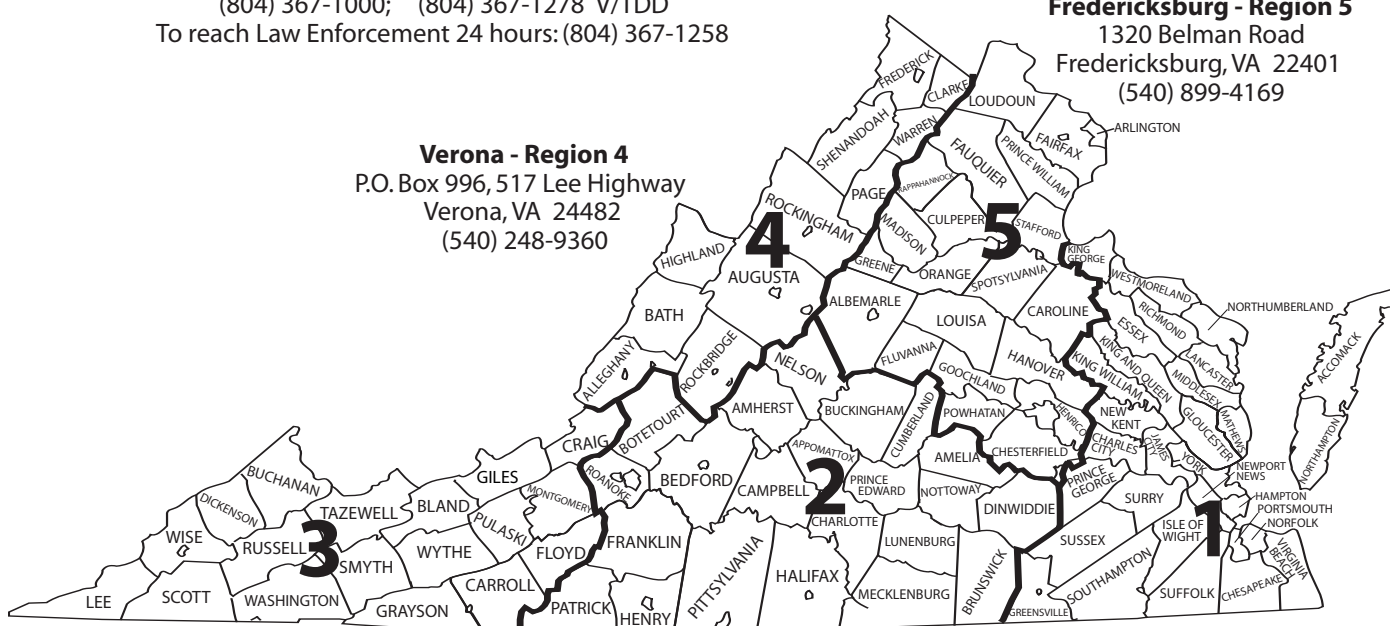 (804) 367-1000; (804) 367-1278 V/TDD
To reach Law Enforcement 24 hours: (804) 367-1258
Fredericksburg - Region 5
1320 Belman Road
Fredericksburg, VA 22401
(540) 899-4169
Verona - Region 4
P.O. Box 996, 517 Lee Highway
Verona, VA 24482
(540) 248-9360
FREDERICK
CLARKE
LOUDOUN
SHENANDOAH
WARREN
FAUQUIER
PRINCE WILLIAM
FAIRFAX
ARLINGTON
PAGE
RAPPAHANNOCK
ROCKINGHAM
4
MADISON
CULPEPER
5
STAFFORD
KING
GEORGE
HIGHLAND
AUGUSTA
GREENE
ORANGE
SPOTSYLVANIA
WESTMORELAND
BATH
ALBEMARLE
LOUISA
CAROLINE
ESSEX
RICHMOND
NORTHUMBERLAND
ALLEGHANY
ROCKBRIDGE
NELSON
FLUVANNA
GOOCHLAND
HANOVER
KING WILLIAM
KING AND QUEEN
LANCASTER
MIDDLESEX
ACCOMACK
NORTHAMPTON
CRAIG
BOTETOURT
AMHERST
BUCKINGHAM
CUMBERLAND
POWHATAN
HENRICO
NEW
KENT
GLOUCESTER
MATHEWS
GILES
ROANOKE
BEDFORD
CAMPBELL
APPOMATTOX
2
PRINCE
EDWARD
AMELIA
CHESTERFIELD
CHARLES
CITY
JAMES
CITY
YORK
NEWPORT
NEWS
HAMPTON
PORTSMOUTH
NORFOLK
BUCHANAN
DICKENSON
TAZEWELL
BLAND
MONTGOMERY
PULASKI
NOTTOWAY
DINWIDDIE
PRINCE
GEORGE
SURRY
ISLE OF
WIGHT
1
VIRGINIA
BEACH
WISE
RUSSELL
3
SMYTH
WYTHE
FLOYD
FRANKLIN
CHARLOTTE
LUNENBURG
SUSSEX
SOUTHAMPTON
LEE
SCOTT
WASHINGTON
GRAYSON
CARROLL
PATRICK
HENRY
PITTSYLVANIA
HALIFAX
MECKLENBURG
BRUNSWICK
GREENSVILLE
SUFFOLK
CHESAPEAKE